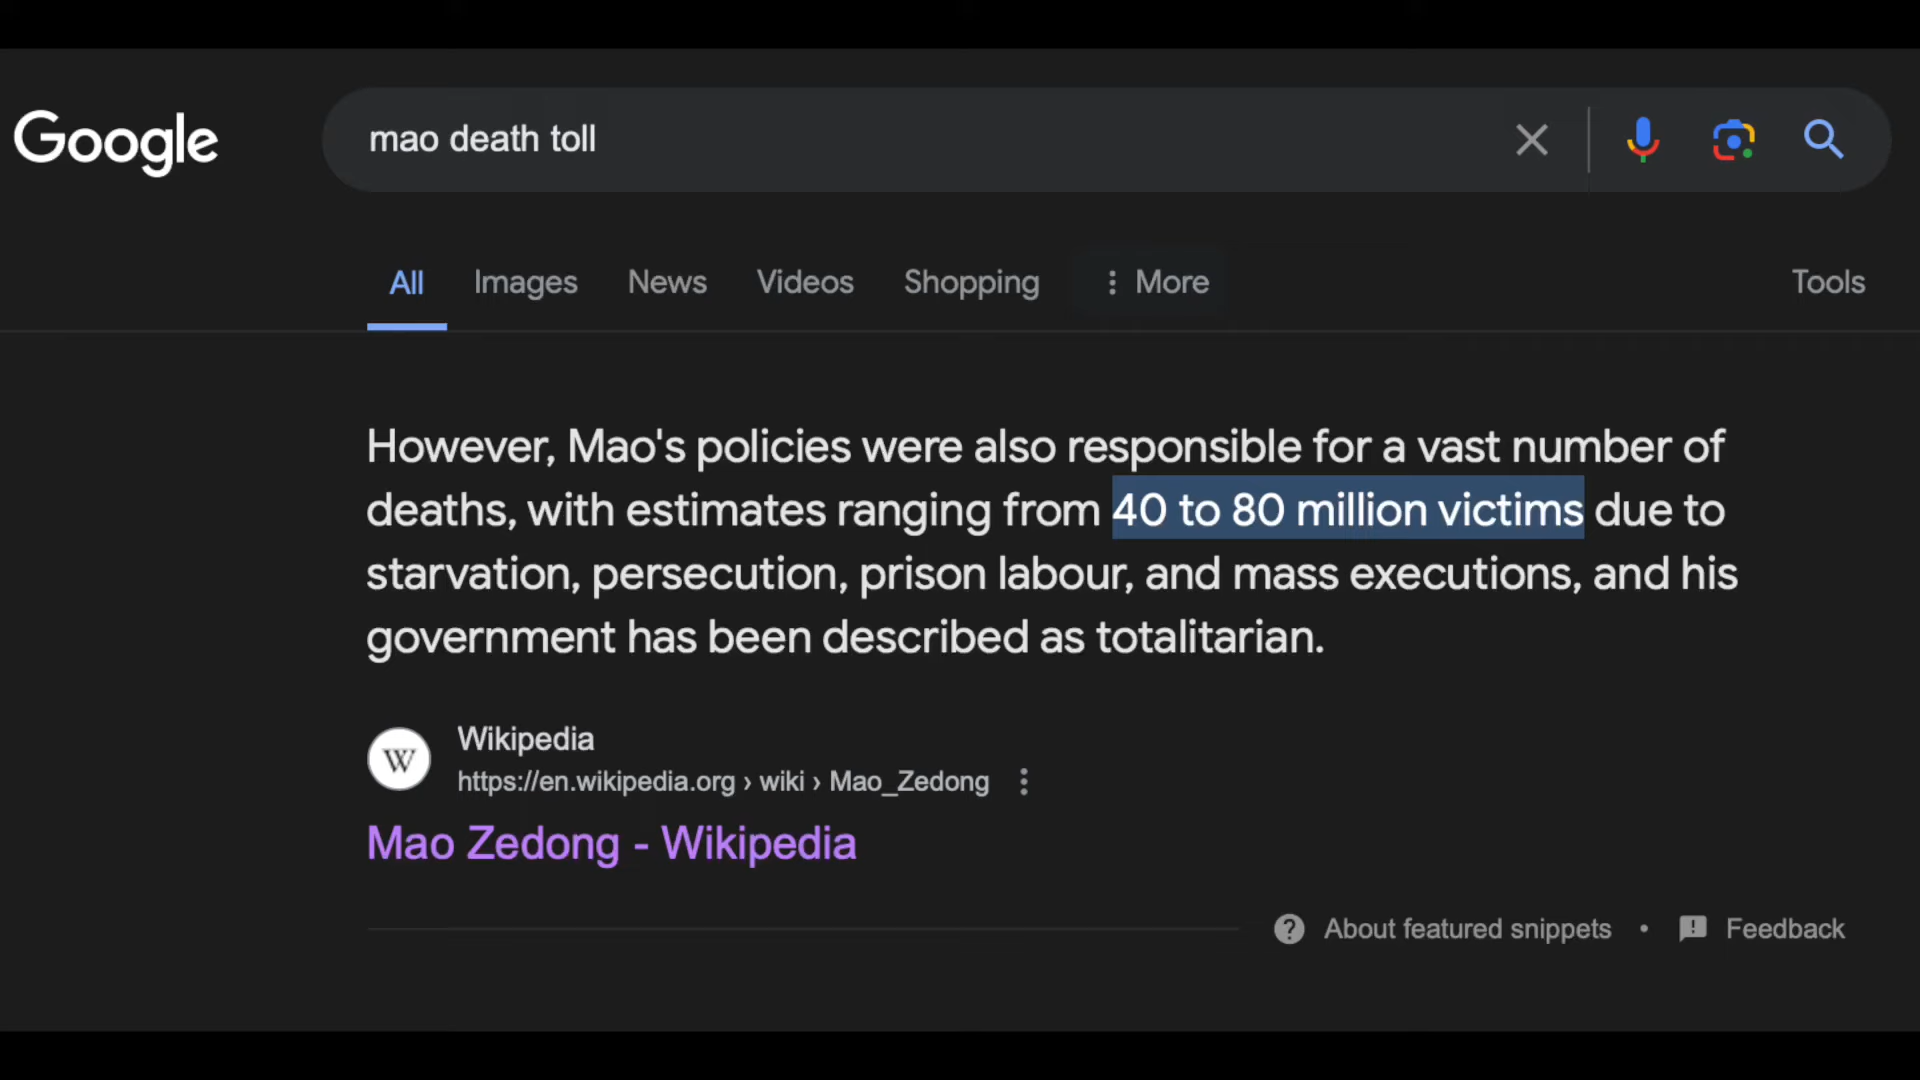 Google
mao death toll
All Images News Videos Shopping More Tools
However, Mao's policies were also responsible for a vast number of
deaths, with estimates ranging from 40 to 80 million victims due to
starvation, persecution, prison labour, and mass executions, and his
government has been described as totalitarian.
W
Wikipedia
https://en.wikipedia.org › wiki › Mao_Zedong
Mao Zedong - Wikipedia
About featured snippets • Feedback